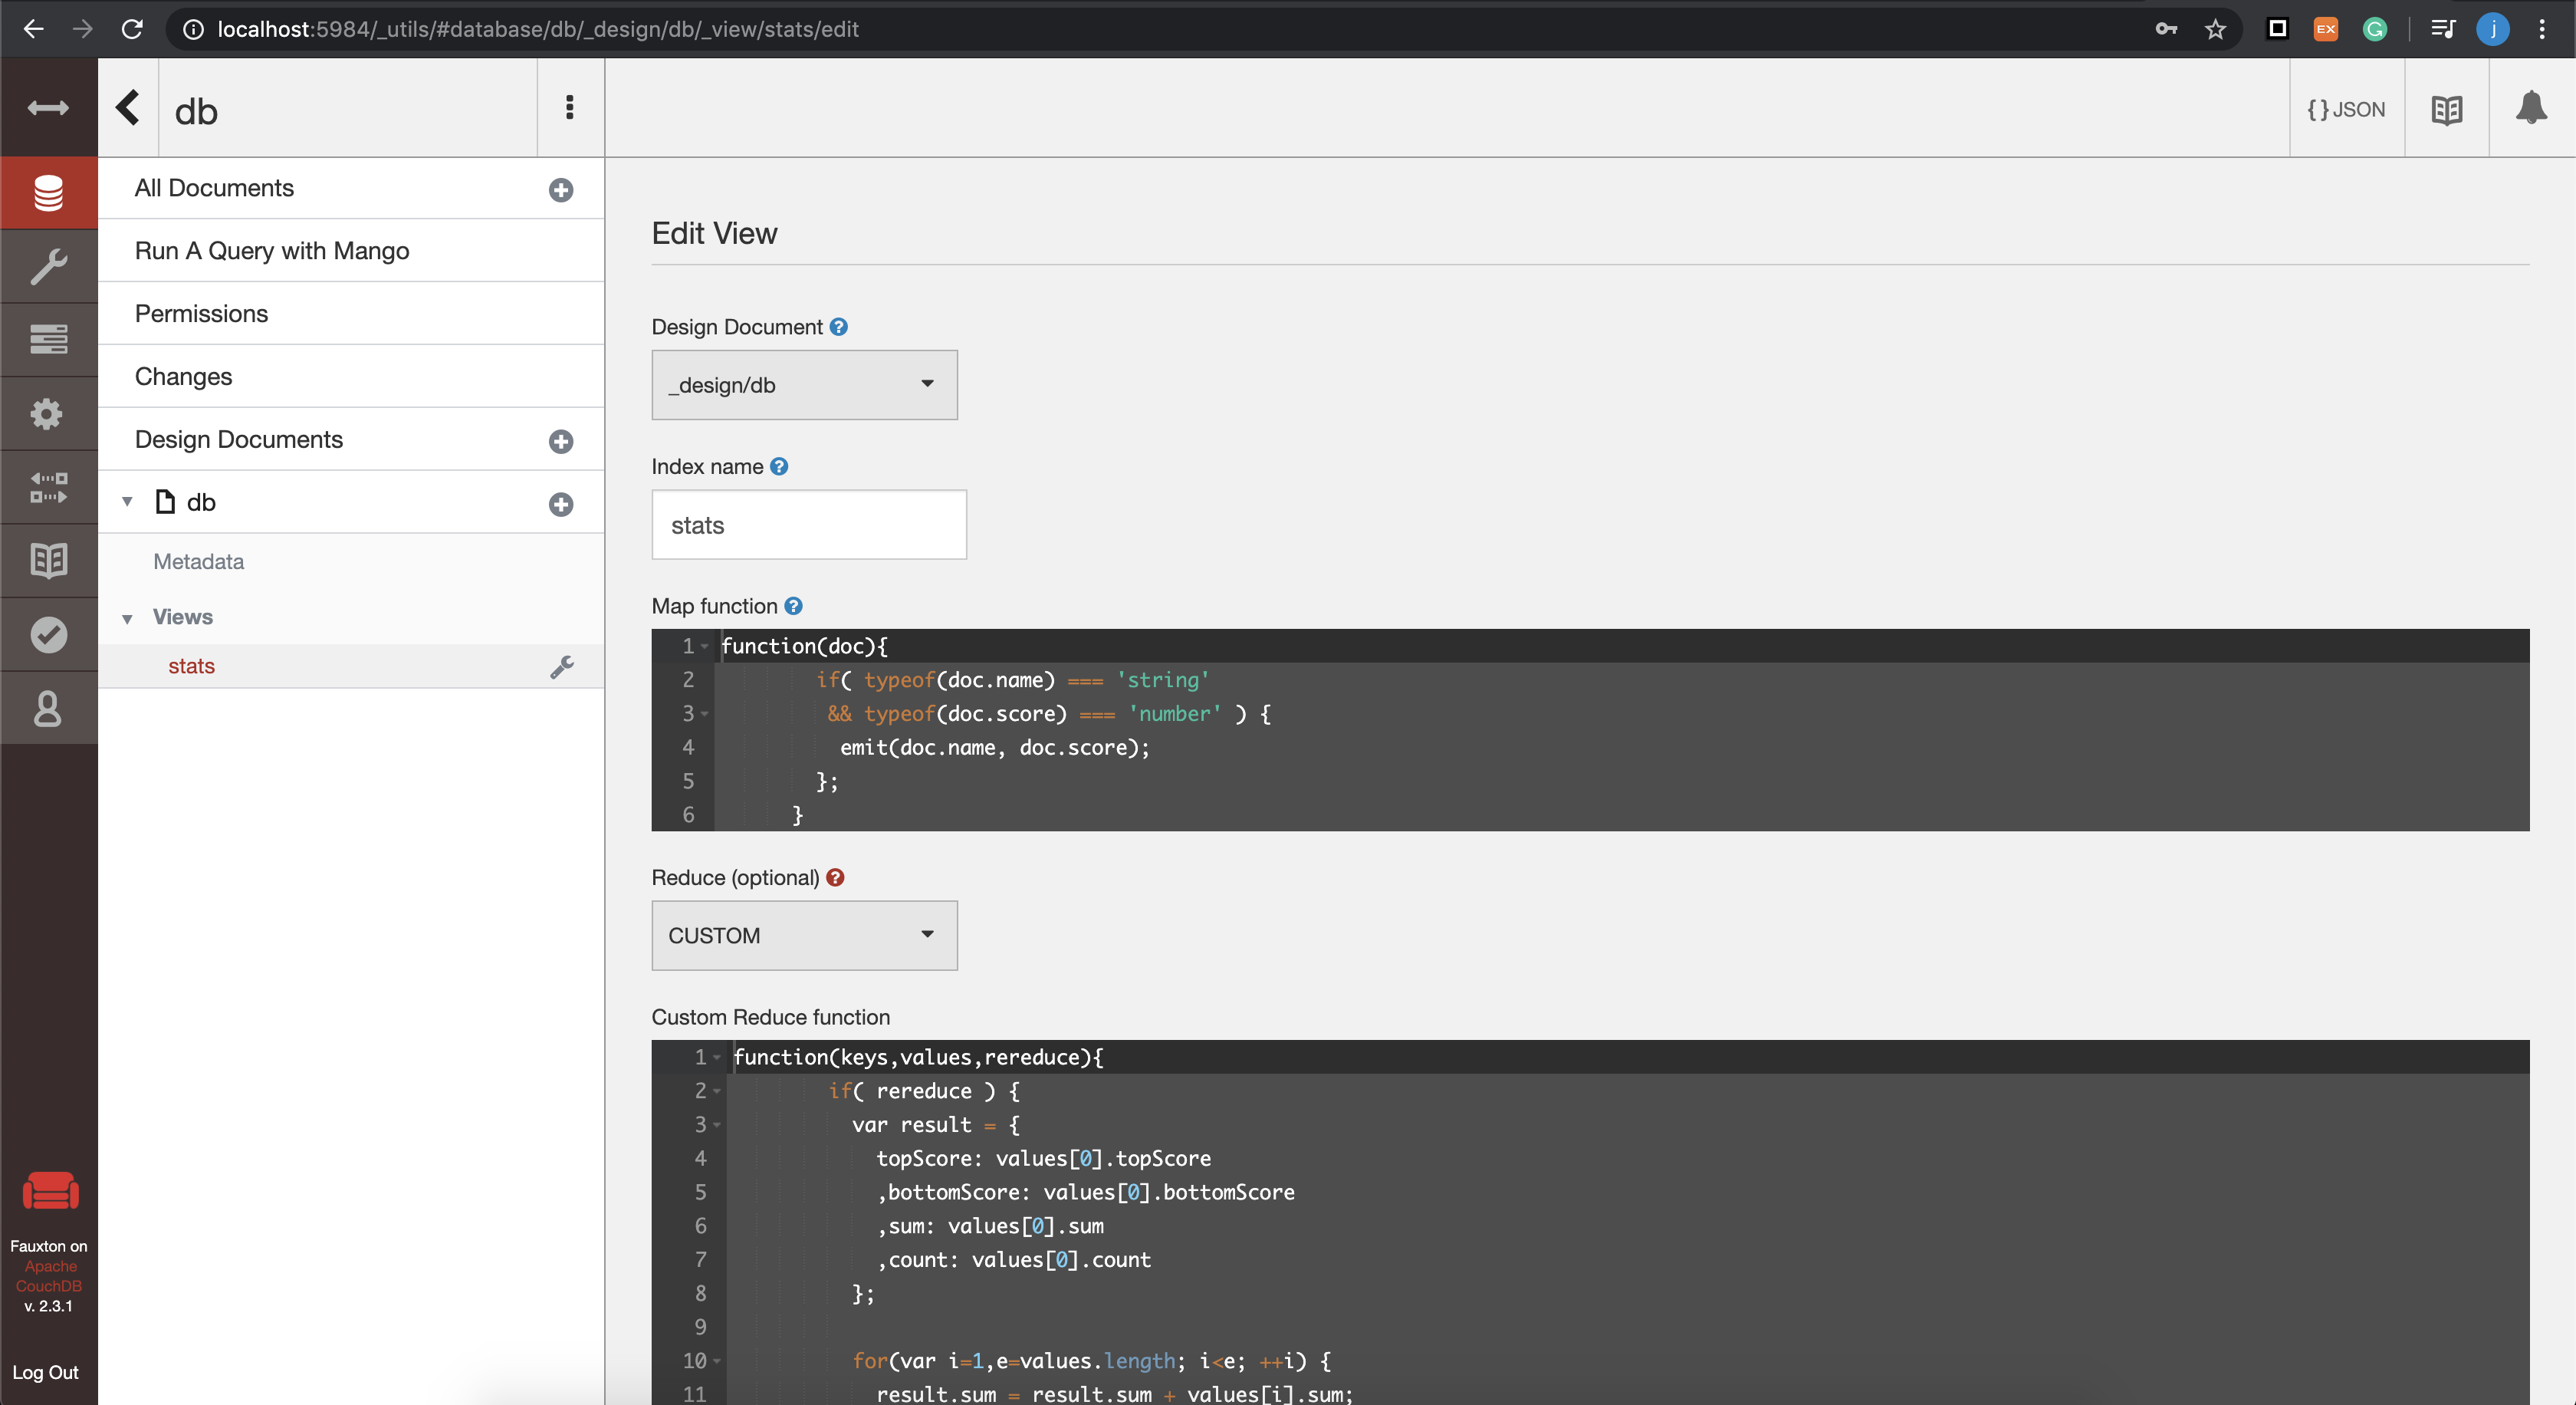 localhost:5984/_utils/#database/db/_design/db/_view/stats/edit
EX
G
j
db
{ } JSON
All Documents
Run A Query with Mango
Permissions
Changes
Design Documents
db
Metadata
Views
stats
Fauxton on
Apache
CouchDB
v. 2.3.1
Log Out
Edit View
Design Document ?
_design/db
Index name ?
stats
Map function ?
1 function(doc){
2 if( typeof(doc.name) === 'string'
3 && typeof(doc.score) === 'number' ) {
4 emit(doc.name, doc.score);
5 };
6 }
Reduce (optional) ?
CUSTOM
Custom Reduce function
1 function(keys,values,rereduce){
2 if( rereduce ) {
3 var result = {
4 topScore: values[0].topScore
5 ,bottomScore: values[0].bottomScore
6 ,sum: values[0].sum
7 ,count: values[0].count
8 };
9
10 for(var i=1,e=values.length; i<e; ++i) {
11 result.sum = result.sum + values[i].sum;